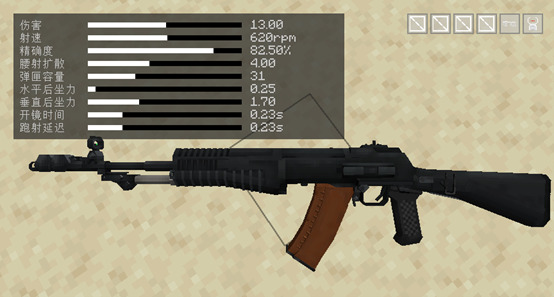 伤害 13.00
射速 620rpm
精确度 82.50%
腰射扩散 4.00
弹匣容量 31
水平后坐力 0.25
垂直后坐力 1.70
开镜时间 0.23s
跑射延迟 0.23s